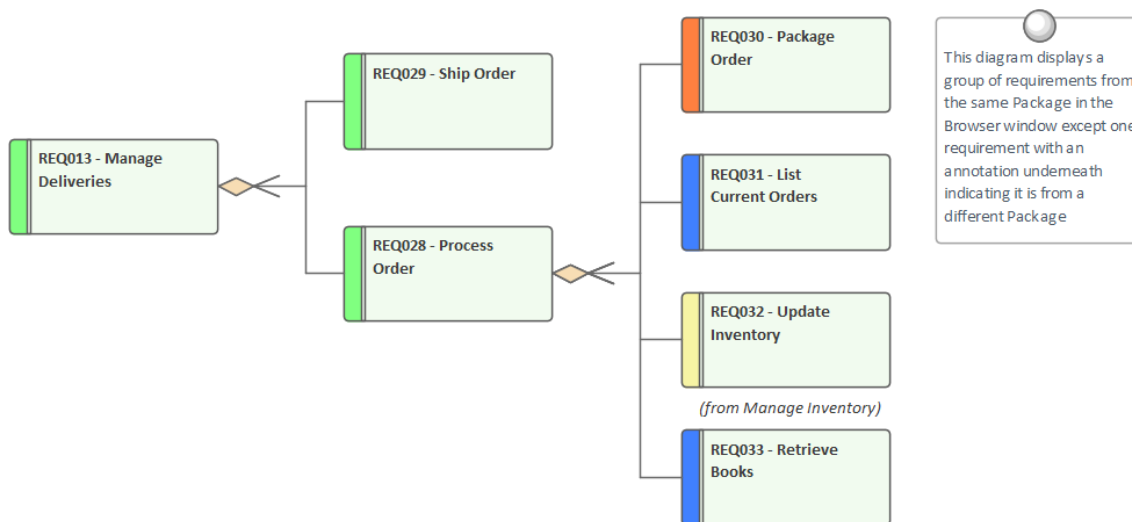 REQ013 - Manage
Deliveries
REQ029 - Ship Order
REQ028 - Process
Order
REQ030 - Package
Order
REQ031 - List
Current Orders
REQ032 - Update
Inventory
(from Manage Inventory)
REQ033 - Retrieve
Books
This diagram displays a
group of requirements from
the same Package in the
Browser window except one
requirement with an
annotation underneath
indicating it is from a
different Package